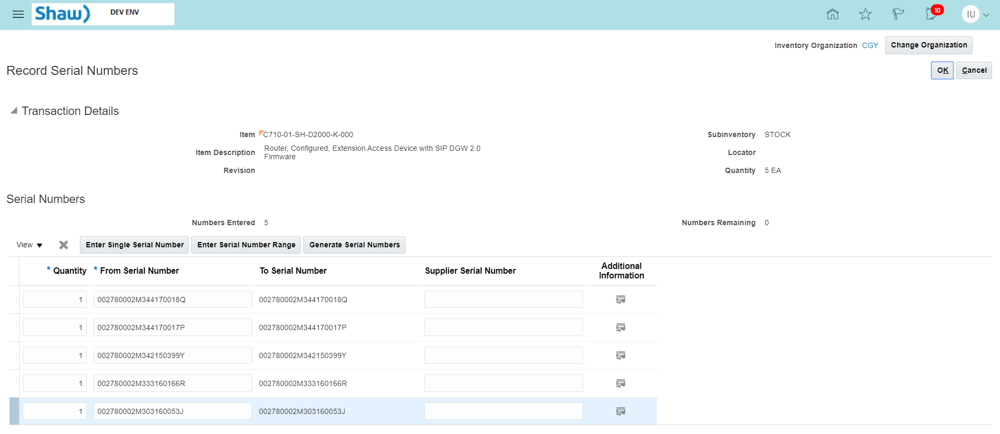 Shaw)
DEV ENV
10
IU
Inventory Organization CGY Change Organization
Record Serial Numbers
OK Cancel
Transaction Details
Item C710-01-SH-D2000-K-000
Item Description Router, Configured, Extension Access Device with SIP DGW 2.0
Firmware
Revision
Subinventory STOCK
Locator
Quantity 5 EA
Serial Numbers
Numbers Entered 5
Numbers Remaining 0
View Enter Single Serial Number Enter Serial Number Range Generate Serial Numbers
* Quantity * From Serial Number To Serial Number Supplier Serial Number Additional
Information
1 002780002M344170018Q 002780002M344170018Q
1 002780002M344170017P 002780002M344170017P
1 002780002M342150399Y 002780002M342150399Y
1 002780002M333160166R 002780002M333160166R
1 002780002M303160053J 002780002M303160053J